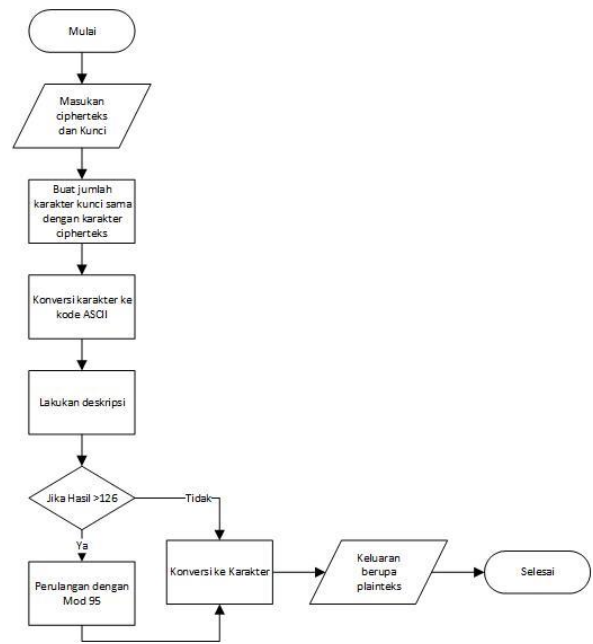 Mulai
Masukan
cipherteks
dan Kunci
Buat jumlah
karakter kunci sama
dengan karakter
cipherteks
Konversi karakter ke
kode ASCII
Lakukan deskripsi
Jika Hasil >126
Tidak
Ya
Perulangan dengan
Mod 95
Konversi ke Karakter
Keluaran
berupa
plainteks
Selesai